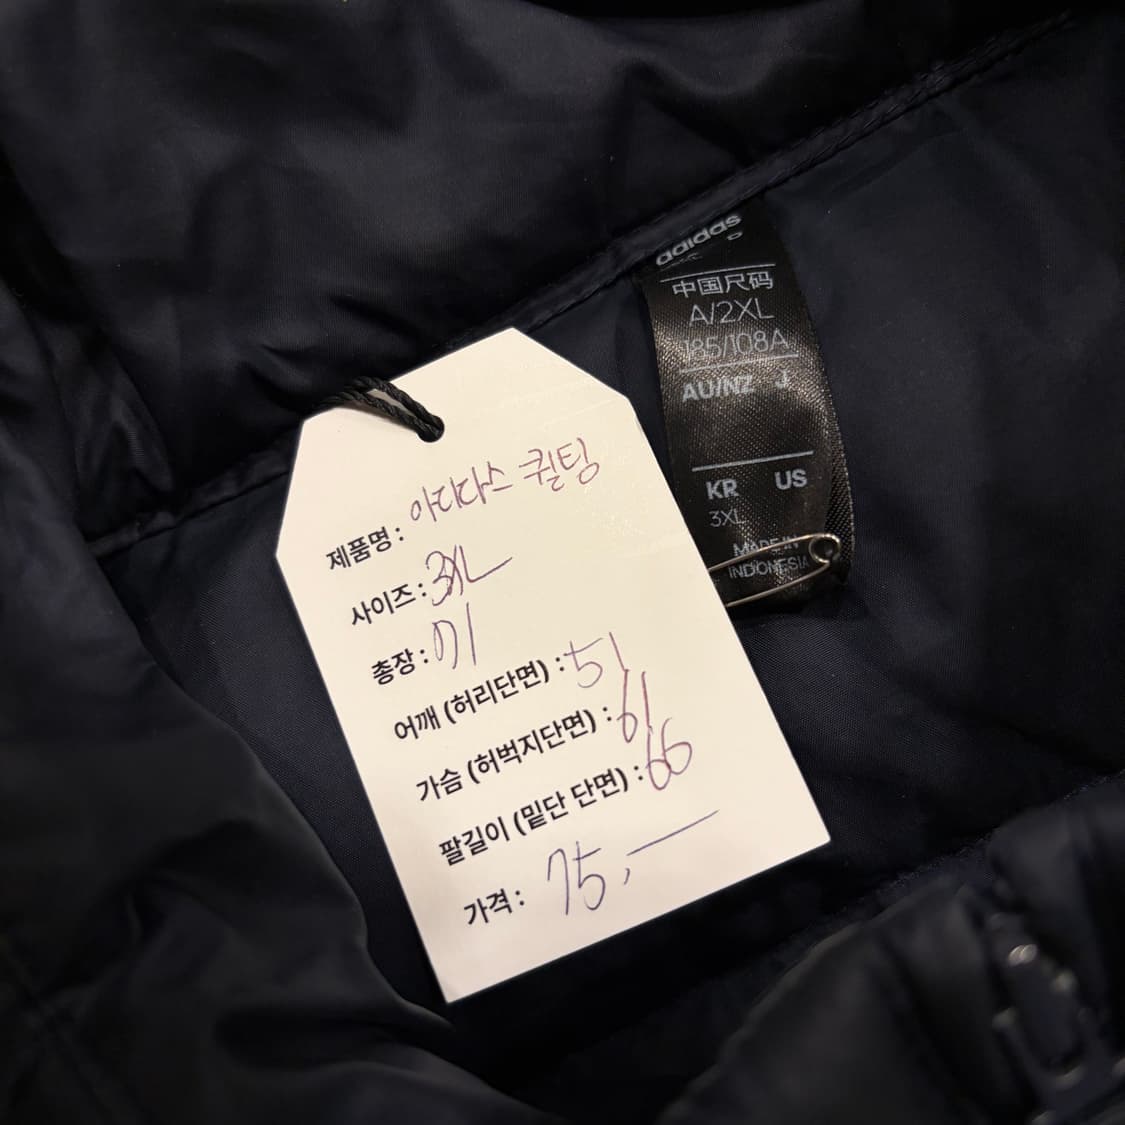 제품명 : 아디다스 퀼팅
사이즈 : 3XL
총장 : 71
어깨 (허리단면) : 51
가슴 (허벅지단면) : 61
팔길이 (밑단 단면) : 66
가격 : 75,—
adidas
中国尺码
A/2XL
185/108A
AU/NZ J
KR US
3XL
MADE IN
INDONESIA